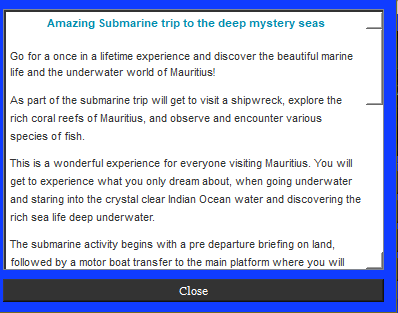 Amazing Submarine trip to the deep mystery seas
Go for a once in a lifetime experience and discover the beautiful marine
life and the underwater world of Mauritius!
As part of the submarine trip will get to visit a shipwreck, explore the
rich coral reefs of Mauritius, and observe and encounter various
species of fish.
This is a wonderful experience for everyone visiting Mauritius. You will
get to experience what you only dream about, when going underwater
and staring into the crystal clear Indian Ocean water and discovering the
rich sea life deep underwater.
The submarine activity begins with a pre departure briefing on land,
followed by a motor boat transfer to the main platform where you will
Close